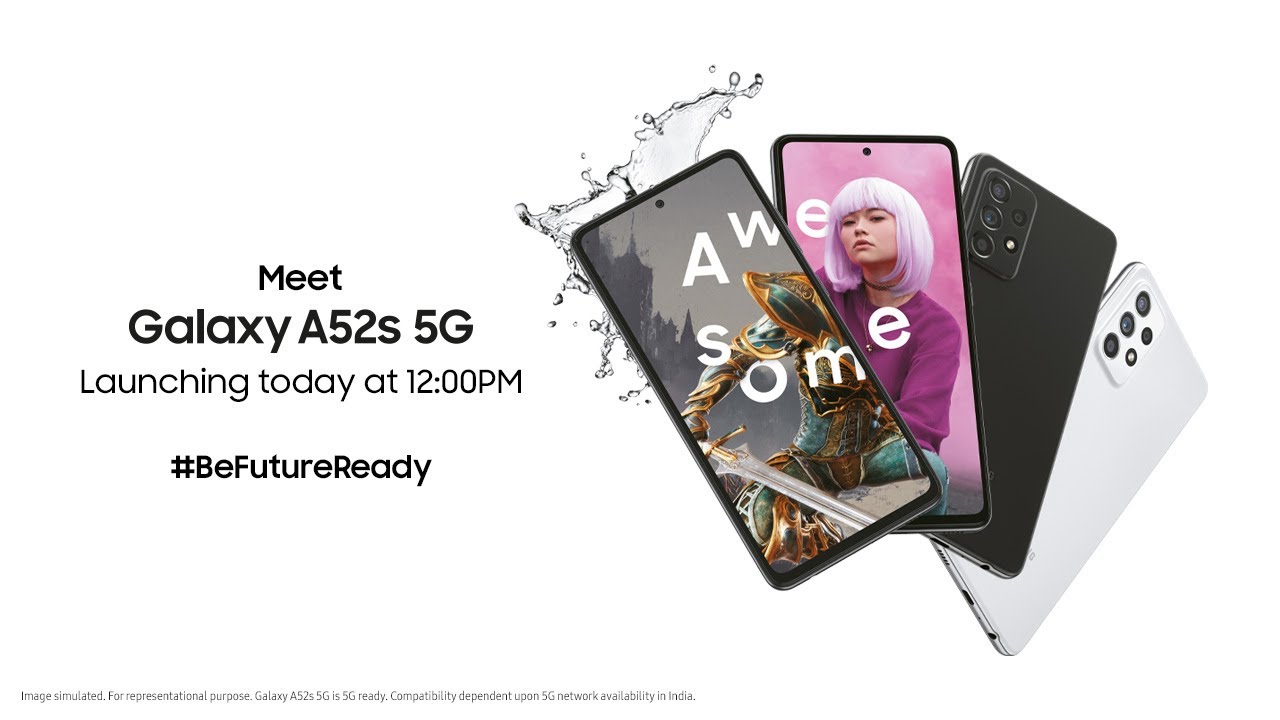 Meet
Galaxy A52s 5G
Launching today at 12:00PM
#BeFutureReady
Awe
some
Image simulated. For representational purpose. Galaxy A52s 5G is 5G ready. Compatibility dependent upon 5G network availability in India.